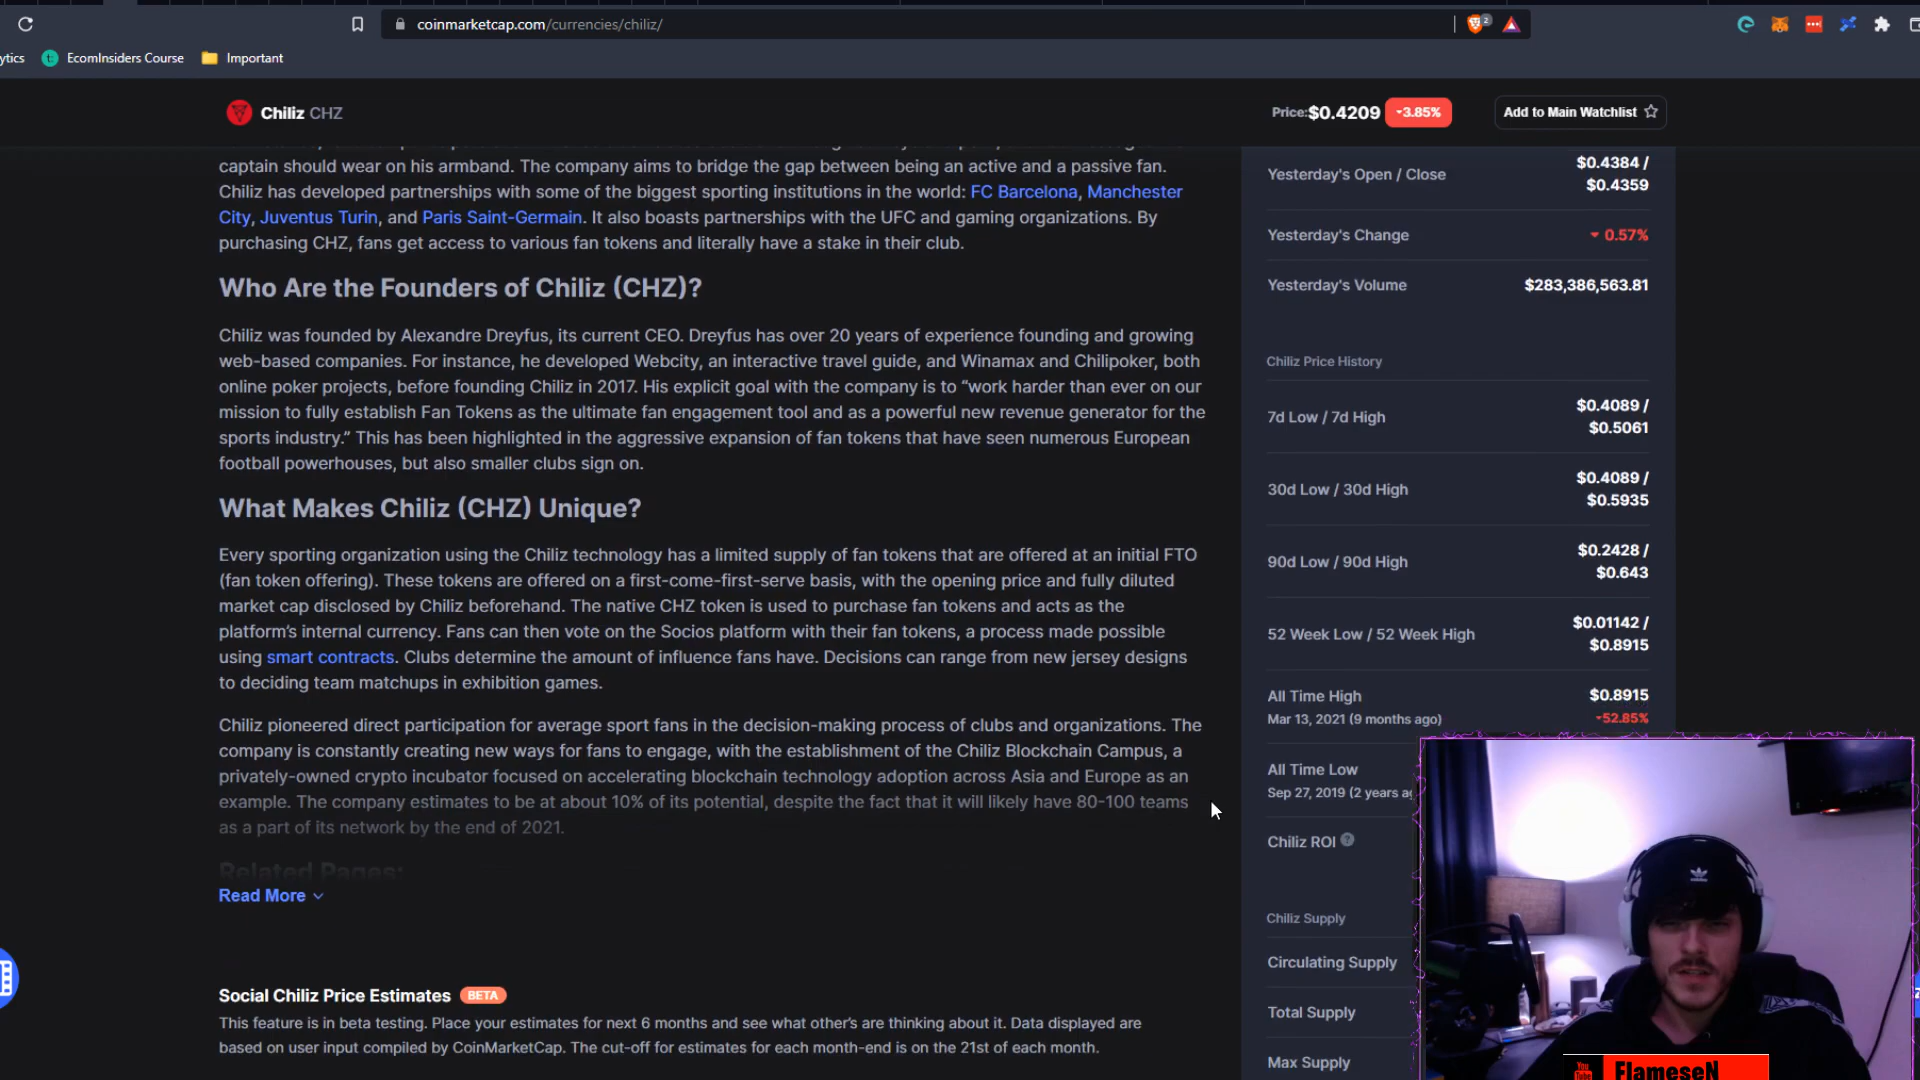 coinmarketcap.com/currencies/chiliz/
2
ytics EcomInsiders Course Important
Chiliz CHZ Price:$0.4209 3.85% Add to Main Watchlist
captain should wear on his armband. The company aims to bridge the gap between being an active and a passive fan.
Chiliz has developed partnerships with some of the biggest sporting institutions in the world: FC Barcelona, Manchester
City, Juventus Turin, and Paris Saint-Germain. It also boasts partnerships with the UFC and gaming organizations. By
purchasing CHZ, fans get access to various fan tokens and literally have a stake in their club.
Who Are the Founders of Chiliz (CHZ)?
Chiliz was founded by Alexandre Dreyfus, its current CEO. Dreyfus has over 20 years of experience founding and growing
web-based companies. For instance, he developed Webcity, an interactive travel guide, and Winamax and Chilipoker, both
online poker projects, before founding Chiliz in 2017. His explicit goal with the company is to “work harder than ever on our
mission to fully establish Fan Tokens as the ultimate fan engagement tool and as a powerful new revenue generator for the
sports industry.” This has been highlighted in the aggressive expansion of fan tokens that have seen numerous European
football powerhouses, but also smaller clubs sign on.
What Makes Chiliz (CHZ) Unique?
Every sporting organization using the Chiliz technology has a limited supply of fan tokens that are offered at an initial FTO
(fan token offering). These tokens are offered on a first-come-first-serve basis, with the opening price and fully diluted
market cap disclosed by Chiliz beforehand. The native CHZ token is used to purchase fan tokens and acts as the
platform’s internal currency. Fans can then vote on the Socios platform with their fan tokens, a process made possible
using smart contracts. Clubs determine the amount of influence fans have. Decisions can range from new jersey designs
to deciding team matchups in exhibition games.
Chiliz pioneered direct participation for average sport fans in the decision-making process of clubs and organizations. The
company is constantly creating new ways for fans to engage, with the establishment of the Chiliz Blockchain Campus, a
privately-owned crypto incubator focused on accelerating blockchain technology adoption across Asia and Europe as an
example. The company estimates to be at about 10% of its potential, despite the fact that it will likely have 80-100 teams
as a part of its network by the end of 2021.
Related Pages:
Read More
Social Chiliz Price Estimates BETA
This feature is in beta testing. Place your estimates for next 6 months and see what other's are thinking about it. Data displayed are
based on user input compiled by CoinMarketCap. The cut-off for estimates for each month-end is on the 21st of each month.
Yesterday's Open / Close $0.4384 /
$0.4359
Yesterday's Change 0.57%
Yesterday's Volume $283,386,563.81
Chiliz Price History
7d Low / 7d High $0.4089 /
$0.5061
30d Low / 30d High $0.4089 /
$0.5935
90d Low / 90d High $0.2428 /
$0.643
52 Week Low / 52 Week High $0.01142 /
$0.8915
All Time High $0.8915
Mar 13, 2021 (9 months ago) 52.85%
All Time Low
Sep 27, 2019 (2 years ag
Chiliz ROI
Chiliz Supply
Circulating Supply
Total Supply
Max Supply
You
FlameseN